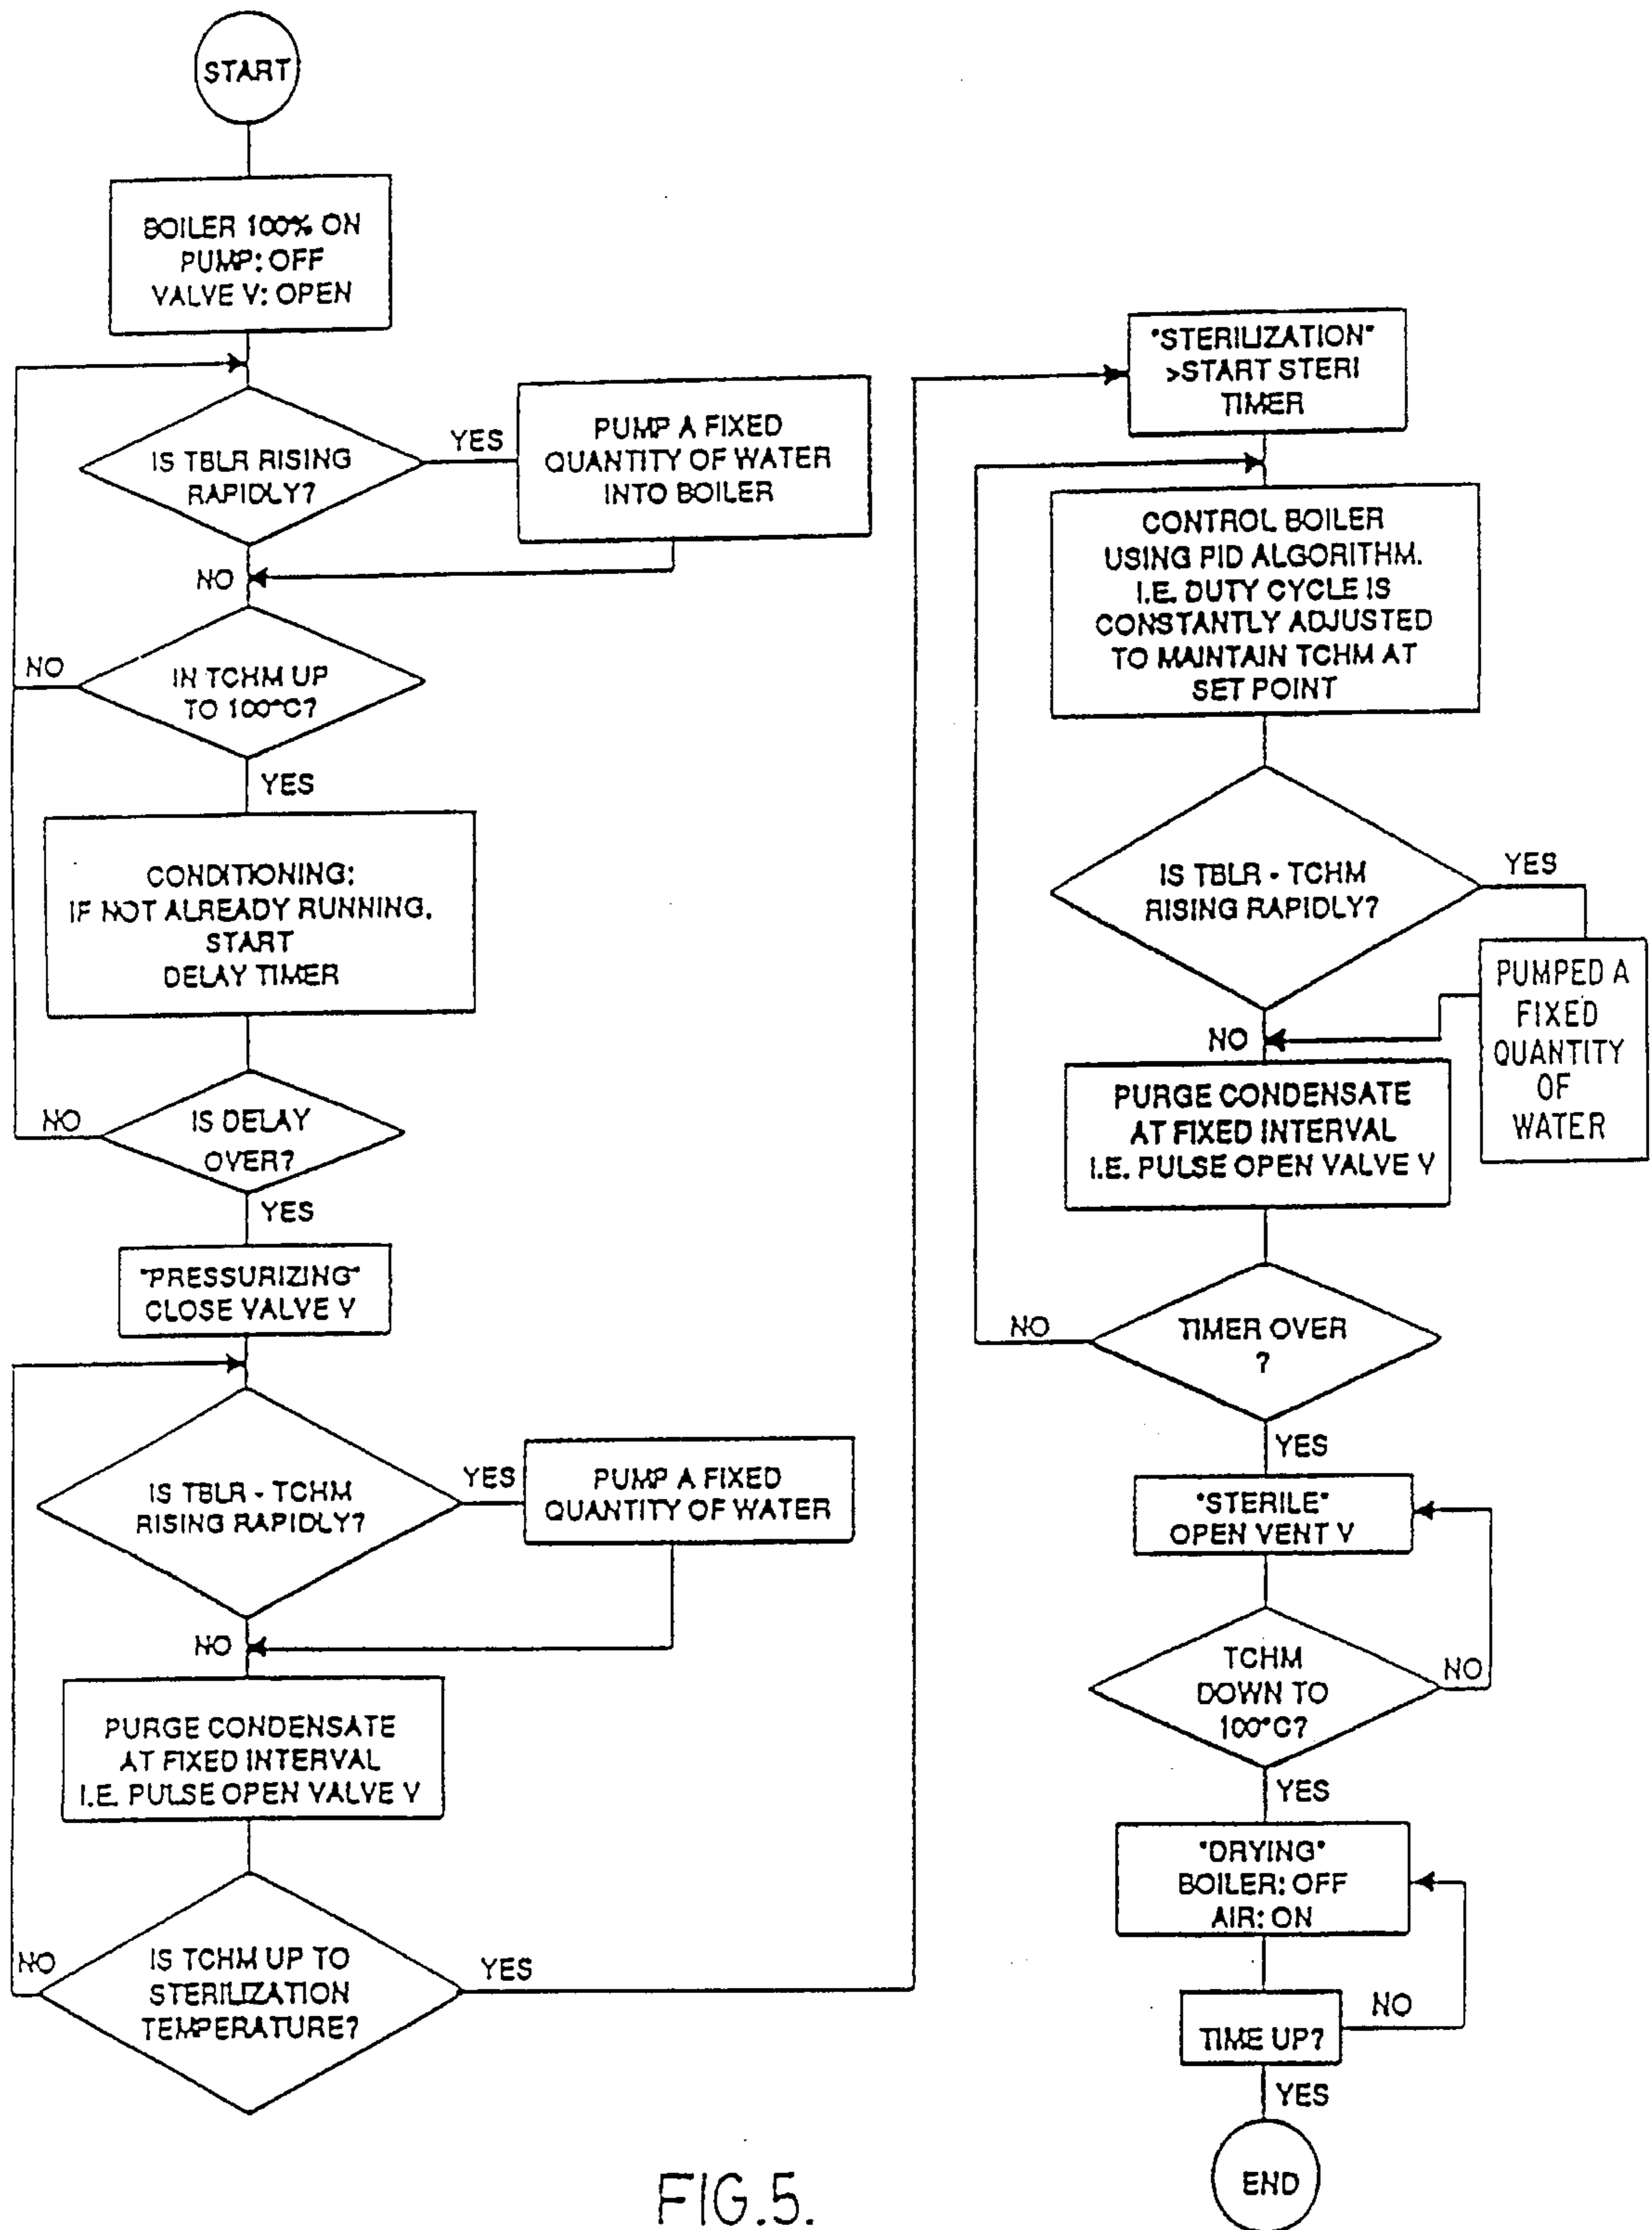 START
BOILER 100% ON
PUMP: OFF
VALVE V: OPEN
IS TBLR RISING
RAPIDLY?
YES
PUMP A FIXED
QUANTITY OF WATER
INTO BOILER
NO
IN TCHM UP
TO 100°C?
NO
YES
CONDITIONING:
IF NOT ALREADY RUNNING.
START
DELAY TIMER
IS DELAY
OVER?
NO
YES
"PRESSURIZING"
CLOSE VALVE V
IS TBLR - TCHM
RISING RAPIDLY?
YES
PUMP A FIXED
QUANTITY OF WATER
NO
PURGE CONDENSATE
AT FIXED INTERVAL
I.E. PULSE OPEN VALVE V
IS TCHM UP TO
STERILIZATION
TEMPERATURE?
NO
YES
"STERILIZATION"
>START STERI
TIMER
CONTROL BOILER
USING PID ALGORITHM.
I.E. DUTY CYCLE IS
CONSTANTLY ADJUSTED
TO MAINTAIN TCHM AT
SET POINT
IS TBLR - TCHM
RISING RAPIDLY?
YES
PUMPED A
FIXED
QUANTITY
OF
WATER
NO
PURGE CONDENSATE
AT FIXED INTERVAL
I.E. PULSE OPEN VALVE V
TIMER OVER
?
NO
YES
"STERILE"
OPEN VENT V
TCHM
DOWN TO
100°C?
NO
YES
"DRYING"
BOILER: OFF
AIR: ON
TIME UP?
NO
YES
END
FIG.5.